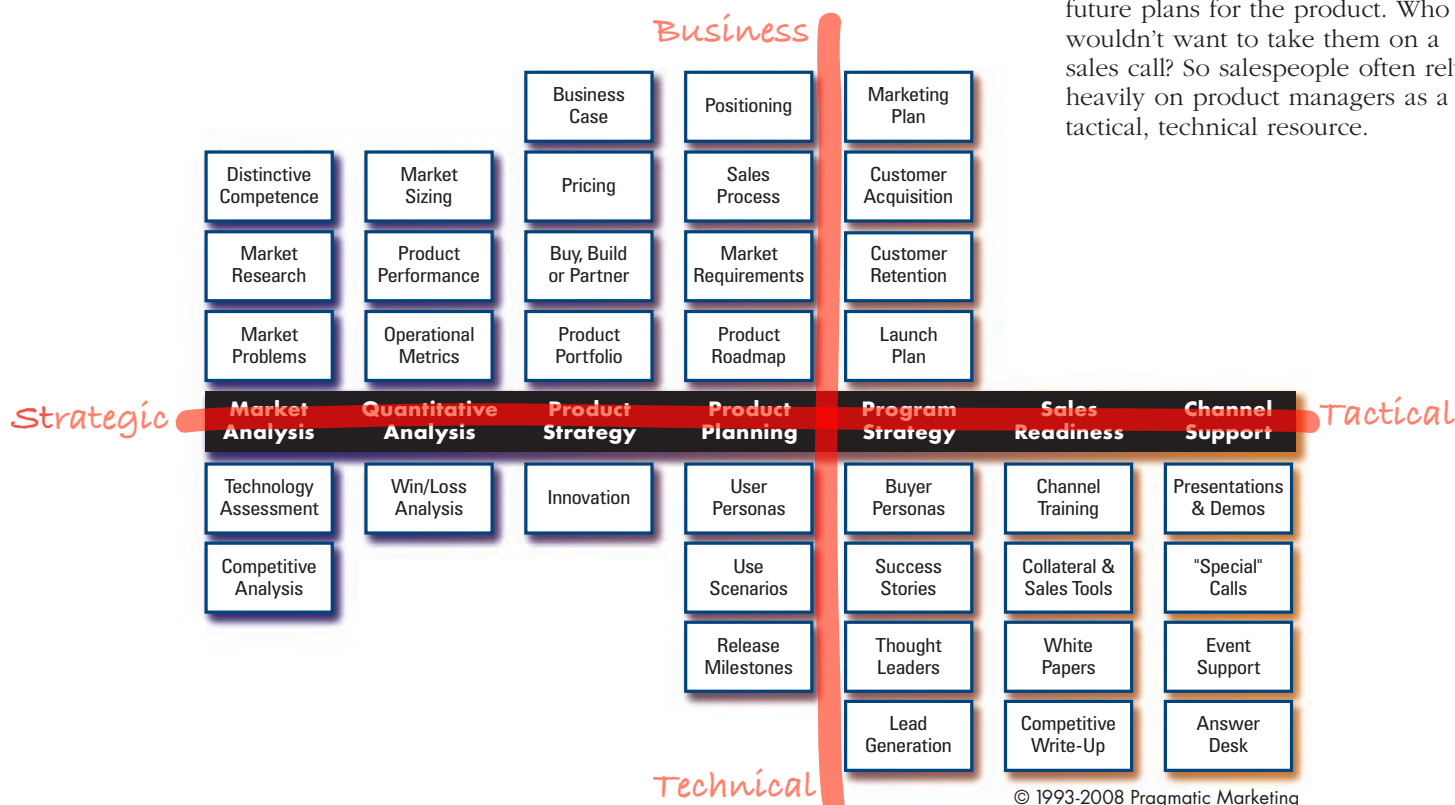 future plans for the product. Who
wouldn't want to take them on a
sales call? So salespeople often rel
heavily on product managers as a
tactical, technical resource.
Business
Business
Case
Positioning
Marketing
Plan
Distinctive
Competence
Market
Sizing
Pricing
Sales
Process
Customer
Acquisition
Market
Research
Product
Performance
Buy, Build
or Partner
Market
Requirements
Customer
Retention
Market
Problems
Operational
Metrics
Product
Portfolio
Product
Roadmap
Launch
Plan
Strategic
Market
Analysis
Quantitative
Analysis
Product
Strategy
Product
Planning
Program
Strategy
Sales
Readiness
Channel
Support
Tactical
Technology
Assessment
Win/Loss
Analysis
Innovation
User
Personas
Buyer
Personas
Channel
Training
Presentations
& Demos
Competitive
Analysis
Use
Scenarios
Success
Stories
Collateral &
Sales Tools
"Special"
Calls
Release
Milestones
Thought
Leaders
White
Papers
Event
Support
Lead
Generation
Competitive
Write-Up
Answer
Desk
Technical
© 1993-2008 Pragmatic Marketing